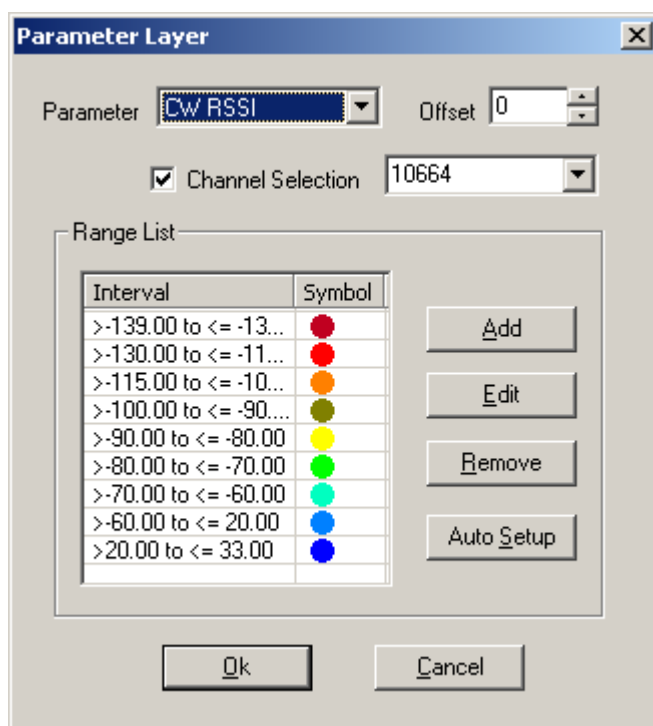 Parameter Layer
Parameter CW RSSI Offset 0
Channel Selection 10664
Range List
Interval Symbol
>-139.00 to <= -13...
>-130.00 to <= -11...
>-115.00 to <= -10...
>-100.00 to <= -90....
>-90.00 to <= -80.00
>-80.00 to <= -70.00
>-70.00 to <= -60.00
>-60.00 to <= 20.00
>20.00 to <= 33.00
Add
Edit
Remove
Auto Setup
Ok Cancel